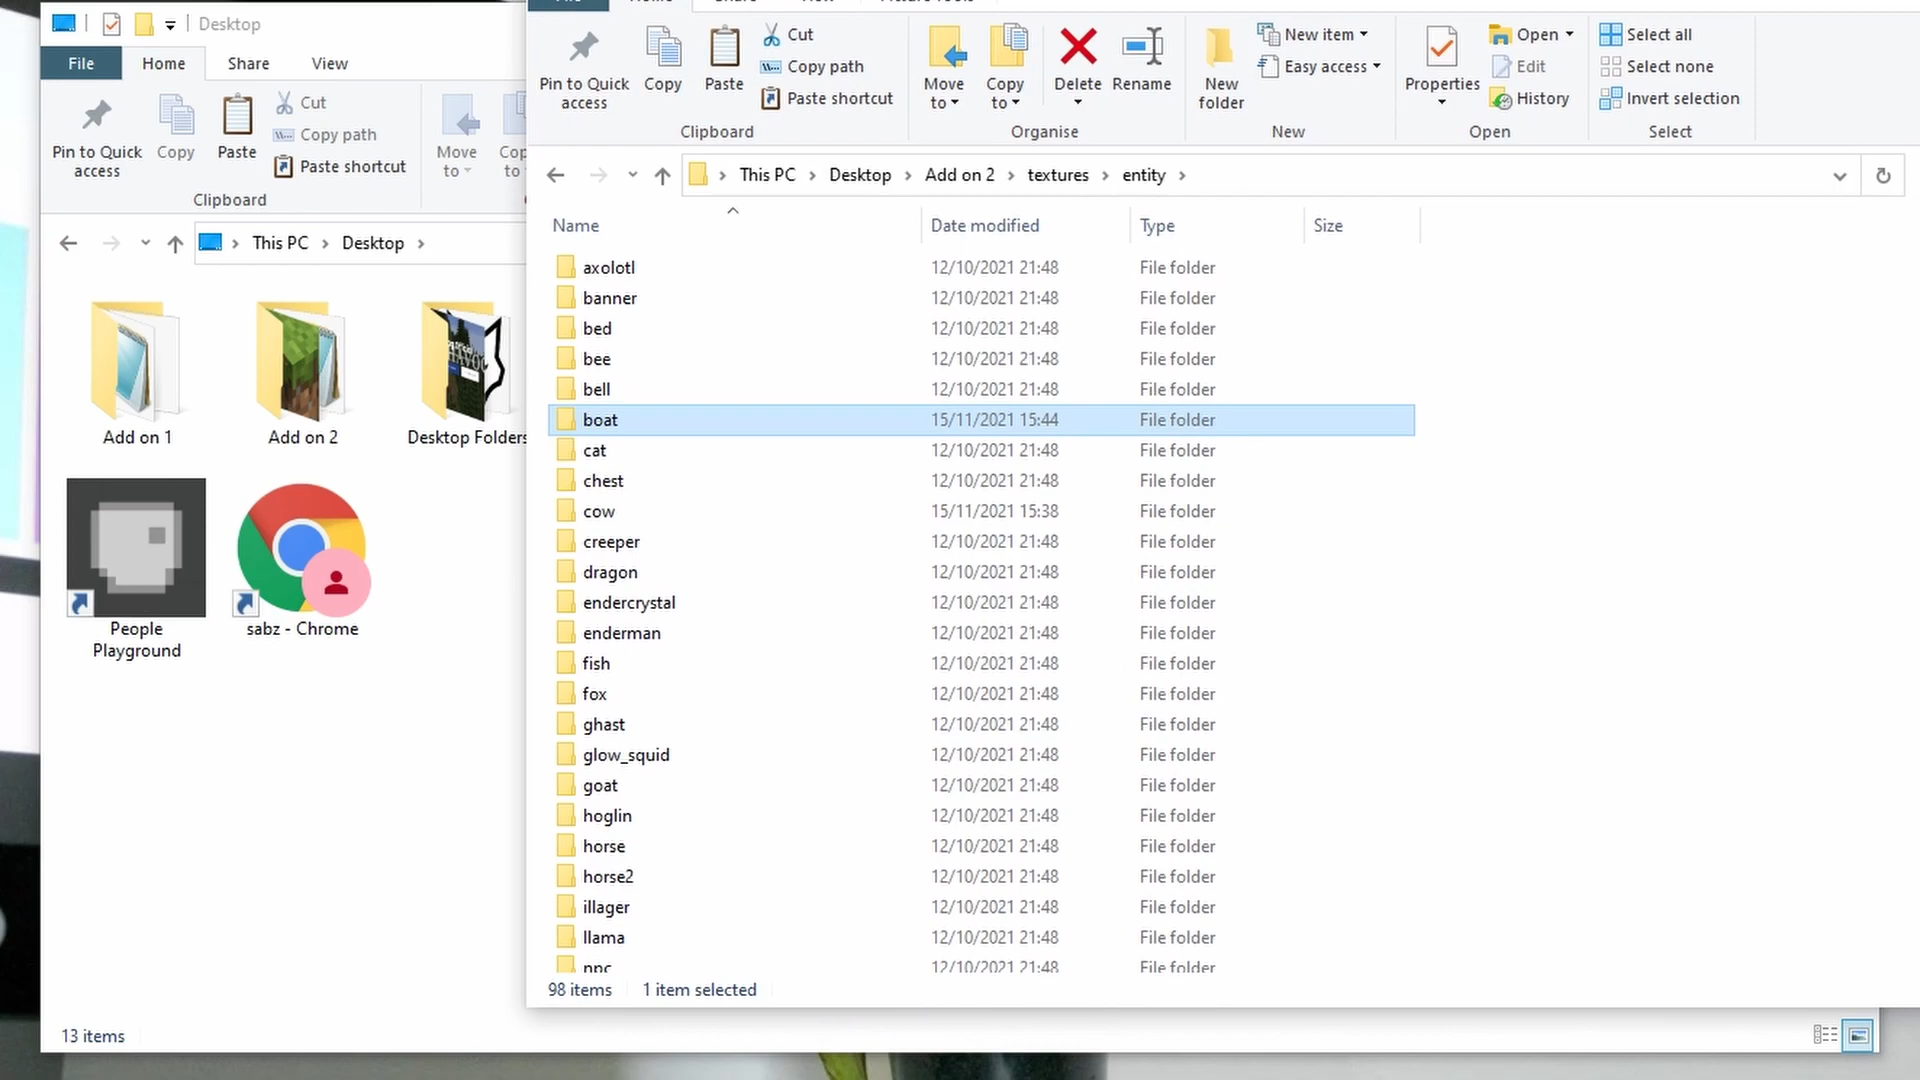 Desktop
File Home Share View
Pin to Quick access
Copy
Paste
Cut
Copy path
Paste shortcut
Move to
Clipboard
This PC > Desktop >
Add on 1
Add on 2
Desktop Folders
People Playground
sabz - Chrome
13 items
Pin to Quick access
Copy
Paste
Cut
Copy path
Paste shortcut
Clipboard
Move to
Copy to
Delete
Rename
Organise
New folder
New item
Easy access
New
Properties
Open
Edit
History
Open
Select all
Select none
Invert selection
Select
This PC > Desktop > Add on 2 > textures > entity >
Name Date modified Type Size
axolotl 12/10/2021 21:48 File folder
banner 12/10/2021 21:48 File folder
bed 12/10/2021 21:48 File folder
bee 12/10/2021 21:48 File folder
bell 12/10/2021 21:48 File folder
boat 15/11/2021 15:44 File folder
cat 12/10/2021 21:48 File folder
chest 12/10/2021 21:48 File folder
cow 15/11/2021 15:38 File folder
creeper 12/10/2021 21:48 File folder
dragon 12/10/2021 21:48 File folder
endercrystal 12/10/2021 21:48 File folder
enderman 12/10/2021 21:48 File folder
fish 12/10/2021 21:48 File folder
fox 12/10/2021 21:48 File folder
ghast 12/10/2021 21:48 File folder
glow_squid 12/10/2021 21:48 File folder
goat 12/10/2021 21:48 File folder
hoglin 12/10/2021 21:48 File folder
horse 12/10/2021 21:48 File folder
horse2 12/10/2021 21:48 File folder
illager 12/10/2021 21:48 File folder
llama 12/10/2021 21:48 File folder
npc 12/10/2021 21:48 File folder
98 items 1 item selected